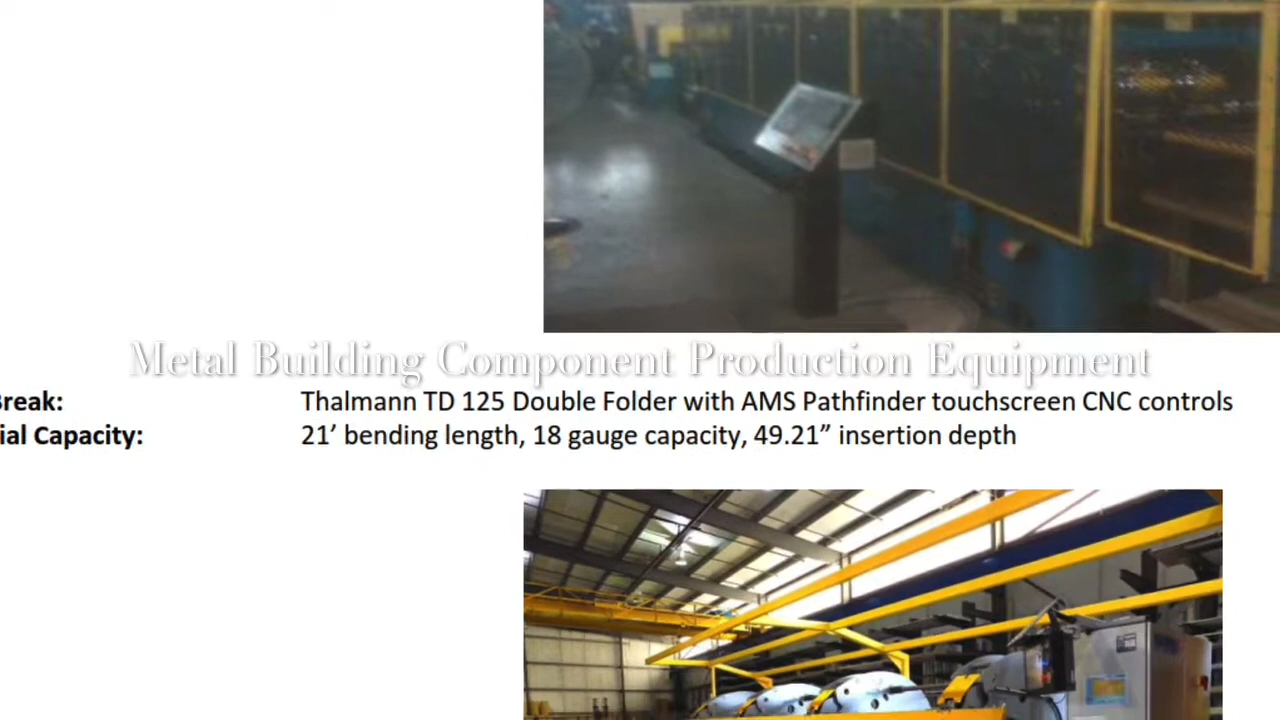 Metal Building Component Production Equipment
Break:
Thalmann TD 125 Double Folder with AMS Pathfinder touchscreen CNC controls
ial Capacity:
21’ bending length, 18 gauge capacity, 49.21” insertion depth